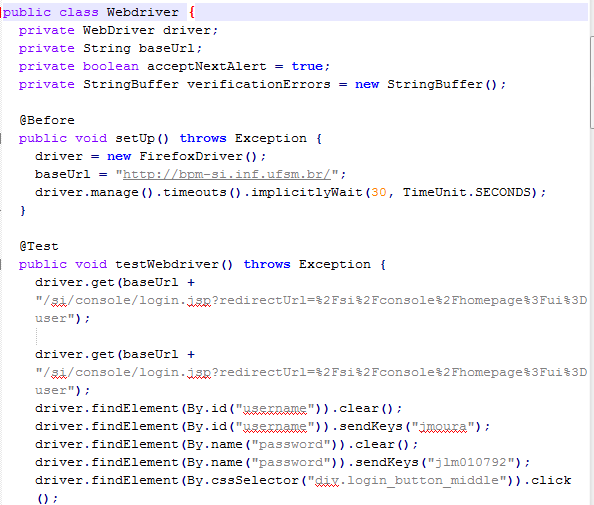 public class Webdriver {
private WebDriver driver;
private String baseUrl;
private boolean acceptNextAlert = true;
private StringBuffer verificationErrors = new StringBuffer();
@Before
public void setUp() throws Exception {
driver = new FirefoxDriver();
baseUrl = "http://bpm-si.inf.ufsm.br/";
driver.manage().timeouts().implicitlyWait(30, TimeUnit.SECONDS);
}
@Test
public void testWebdriver() throws Exception {
driver.get(baseUrl +
"/si/console/login.jsp?redirectUrl=%2Fsi%2Fconsole%2Fhomepage%3Fui%3D
user");
driver.get(baseUrl +
"/si/console/login.jsp?redirectUrl=%2Fsi%2Fconsole%2Fhomepage%3Fui%3D
user");
driver.findElement(By.id("username")).clear();
driver.findElement(By.id("username")).sendKeys("jmoura");
driver.findElement(By.name("password")).clear();
driver.findElement(By.name("password")).sendKeys("jlm010792");
driver.findElement(By.cssSelector("div.login_button_middle")).click
();